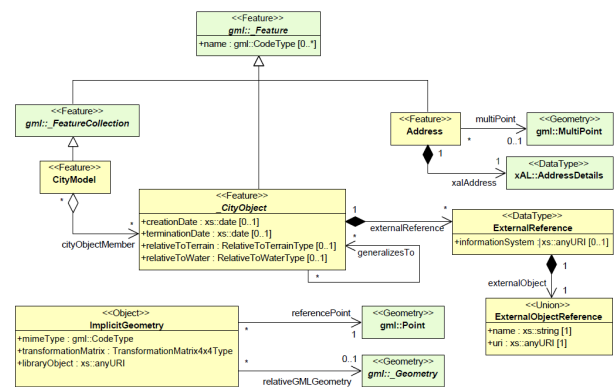 <<Feature>>
gml::_Feature
+name : gml::CodeType [0..*]
<<Feature>>
gml::_FeatureCollection
<<Feature>>
Address
multiPoint
*
0..1
<<Geometry>>
gml::MultiPoint
1
1
xalAddress
<<DataType>>
xAL::AddressDetails
<<Feature>>
CityModel
*
*
cityObjectMember
<<Feature>>
_CityObject
+creationDate : xs::date [0..1]
+terminationDate : xs::date [0..1]
+relativeToTerrain : RelativeToTerrainType [0..1]
+relativeToWater : RelativeToWaterType [0..1]
1
*
externalReference
*
generalizesTo
*
<<DataType>>
ExternalReference
+informationSystem : xs::anyURI [0..1]
1
externalObject
1
<<Union>>
ExternalObjectReference
+name : xs::string [1]
+uri : xs::anyURI [1]
<<Object>>
ImplicitGeometry
+mimeType : gml::CodeType
+transformationMatrix : TransformationMatrix4x4Type
+libraryObject : xs::anyURI
referencePoint
*
1
<<Geometry>>
gml::Point
*
0..1
relativeGMLGeometry
<<Geometry>>
gml::_Geometry